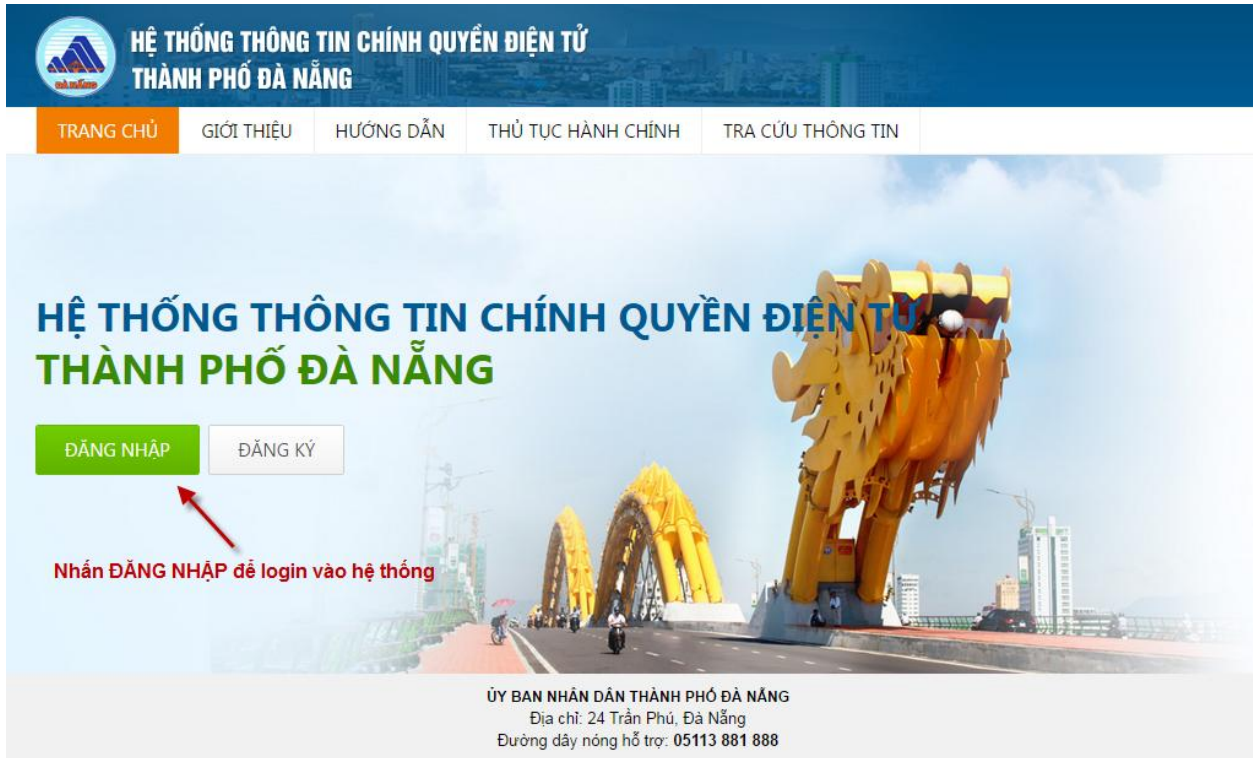 HỆ THỐNG THÔNG TIN CHÍNH QUYỀN ĐIỆN TỬ
THÀNH PHỐ ĐÀ NẴNG
ĐÀ NẴNG
TRANG CHỦ GIỚI THIỆU HƯỚNG DẪN THỦ TỤC HÀNH CHÍNH TRA CỨU THÔNG TIN
HỆ THỐNG THÔNG TIN CHÍNH QUYỀN ĐIỆN TỬ
THÀNH PHỐ ĐÀ NẴNG
ĐĂNG NHẬP ĐĂNG KÝ
Nhấn ĐĂNG NHẬP để login vào hệ thống
ỦY BAN NHÂN DÂN THÀNH PHỐ ĐÀ NẴNG
Địa chỉ: 24 Trần Phú, Đà Nẵng
Đường dây nóng hỗ trợ: 05113 881 888